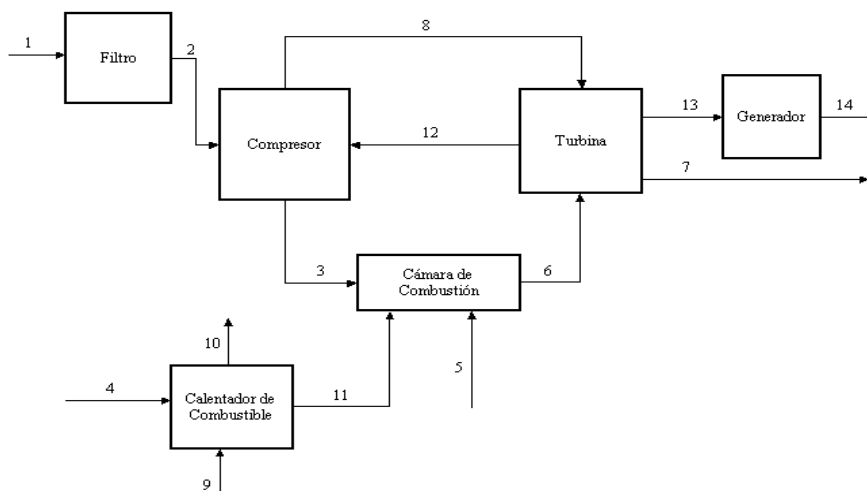 8
1
2
Filtro
13
14
Generador
Compresor
12
Turbina
7
3
Cámara de
Combustión
6
10
5
4
Calentador de
Combustible
11
9